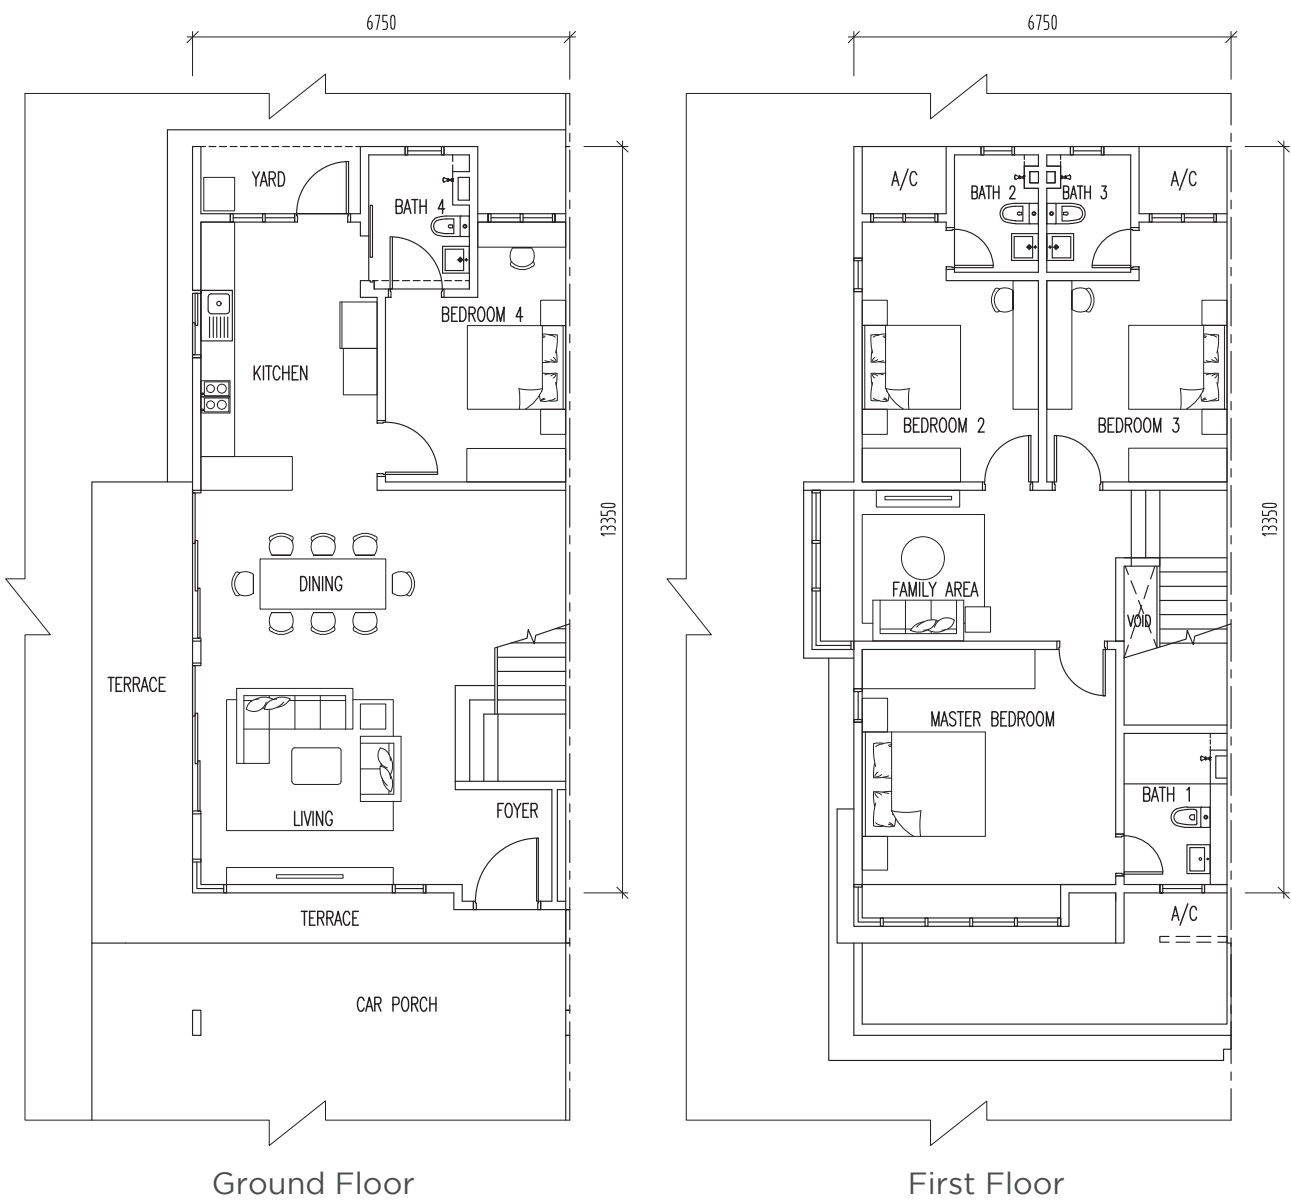 6750
YARD
BATH 4
BEDROOM 4
KITCHEN
13350
DINING
TERRACE
LIVING
FOYER
TERRACE
CAR PORCH
Ground Floor
6750
A/C
BATH 2
BATH 3
A/C
BEDROOM 2
BEDROOM 3
13350
FAMILY AREA
VOID
MASTER BEDROOM
BATH 1
A/C
First Floor